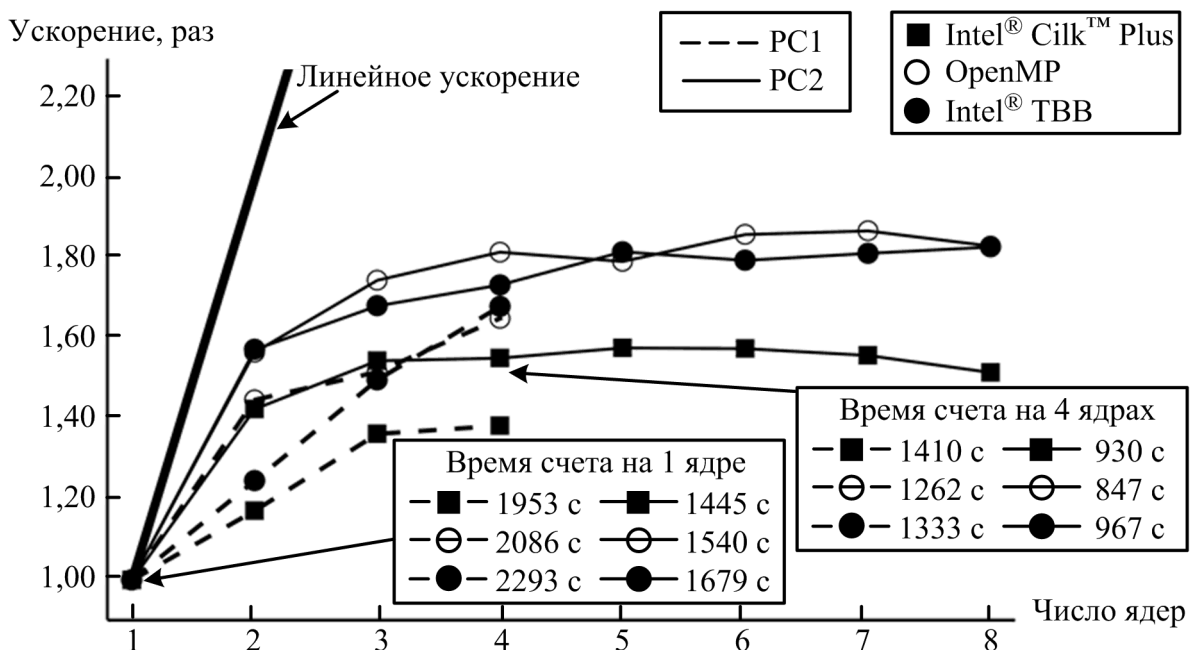 Ускорение, раз
2,20
2,00
1,80
1,60
1,40
1,20
1,00
Линейное ускорение
PC1
PC2
Intel® Cilk™ Plus
OpenMP
Intel® TBB
Время счета на 4 ядрах
1410 с 930 с
1262 с 847 с
1333 с 967 с
Время счета на 1 ядре
1953 с 1445 с
2086 с 1540 с
2293 с 1679 с
Число ядер
1 2 3 4 5 6 7 8